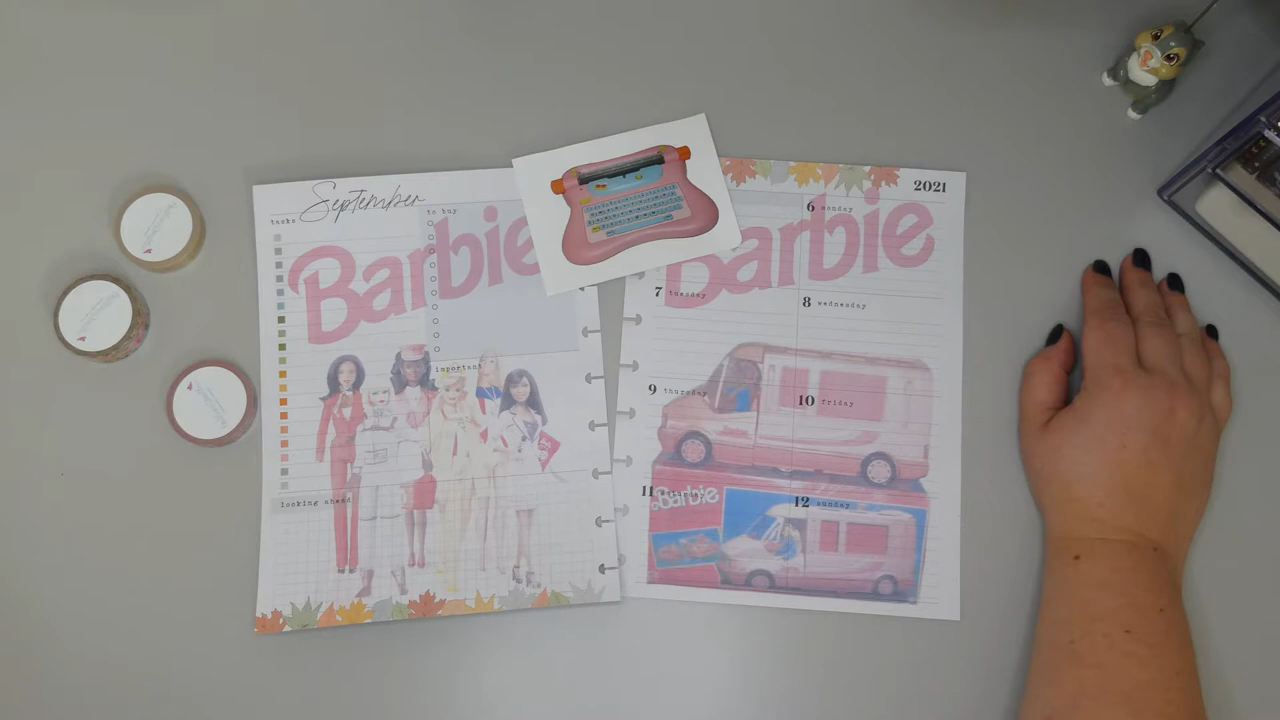 September
2021
tasks
to buy
Barbie
important
looking ahead
6 monday
Barbie
7 tuesday
8 wednesday
9 thursday
10 friday
11
12 sunday
Barbie